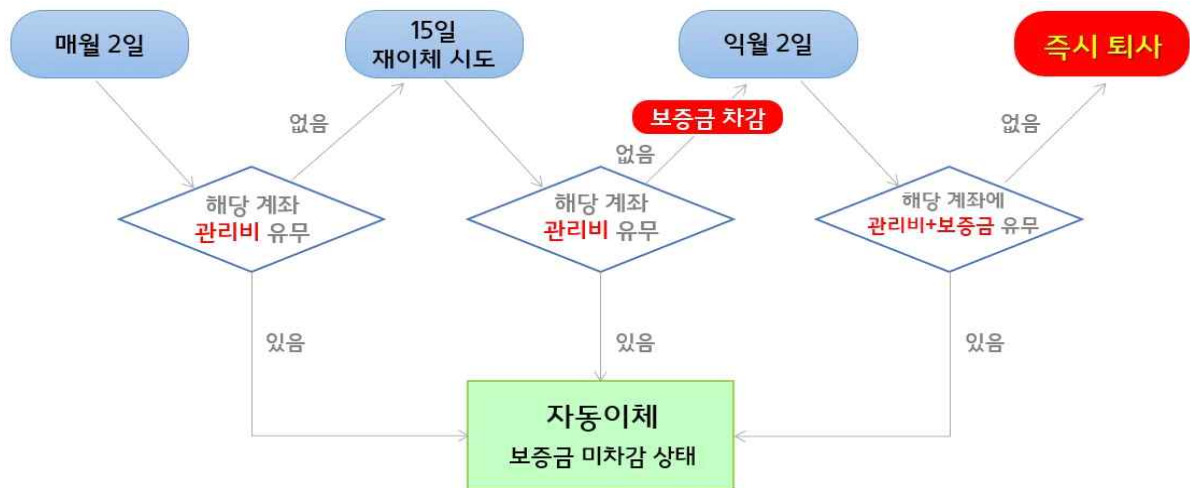 매월 2일
15일
재이체 시도
익월 2일
즉시 퇴사
없음
보증금 차감
없음
없음
해당 계좌
관리비 유무
해당 계좌
관리비 유무
해당 계좌에
관리비+보증금 유무
있음
있음
있음
자동이체
보증금 미차감 상태